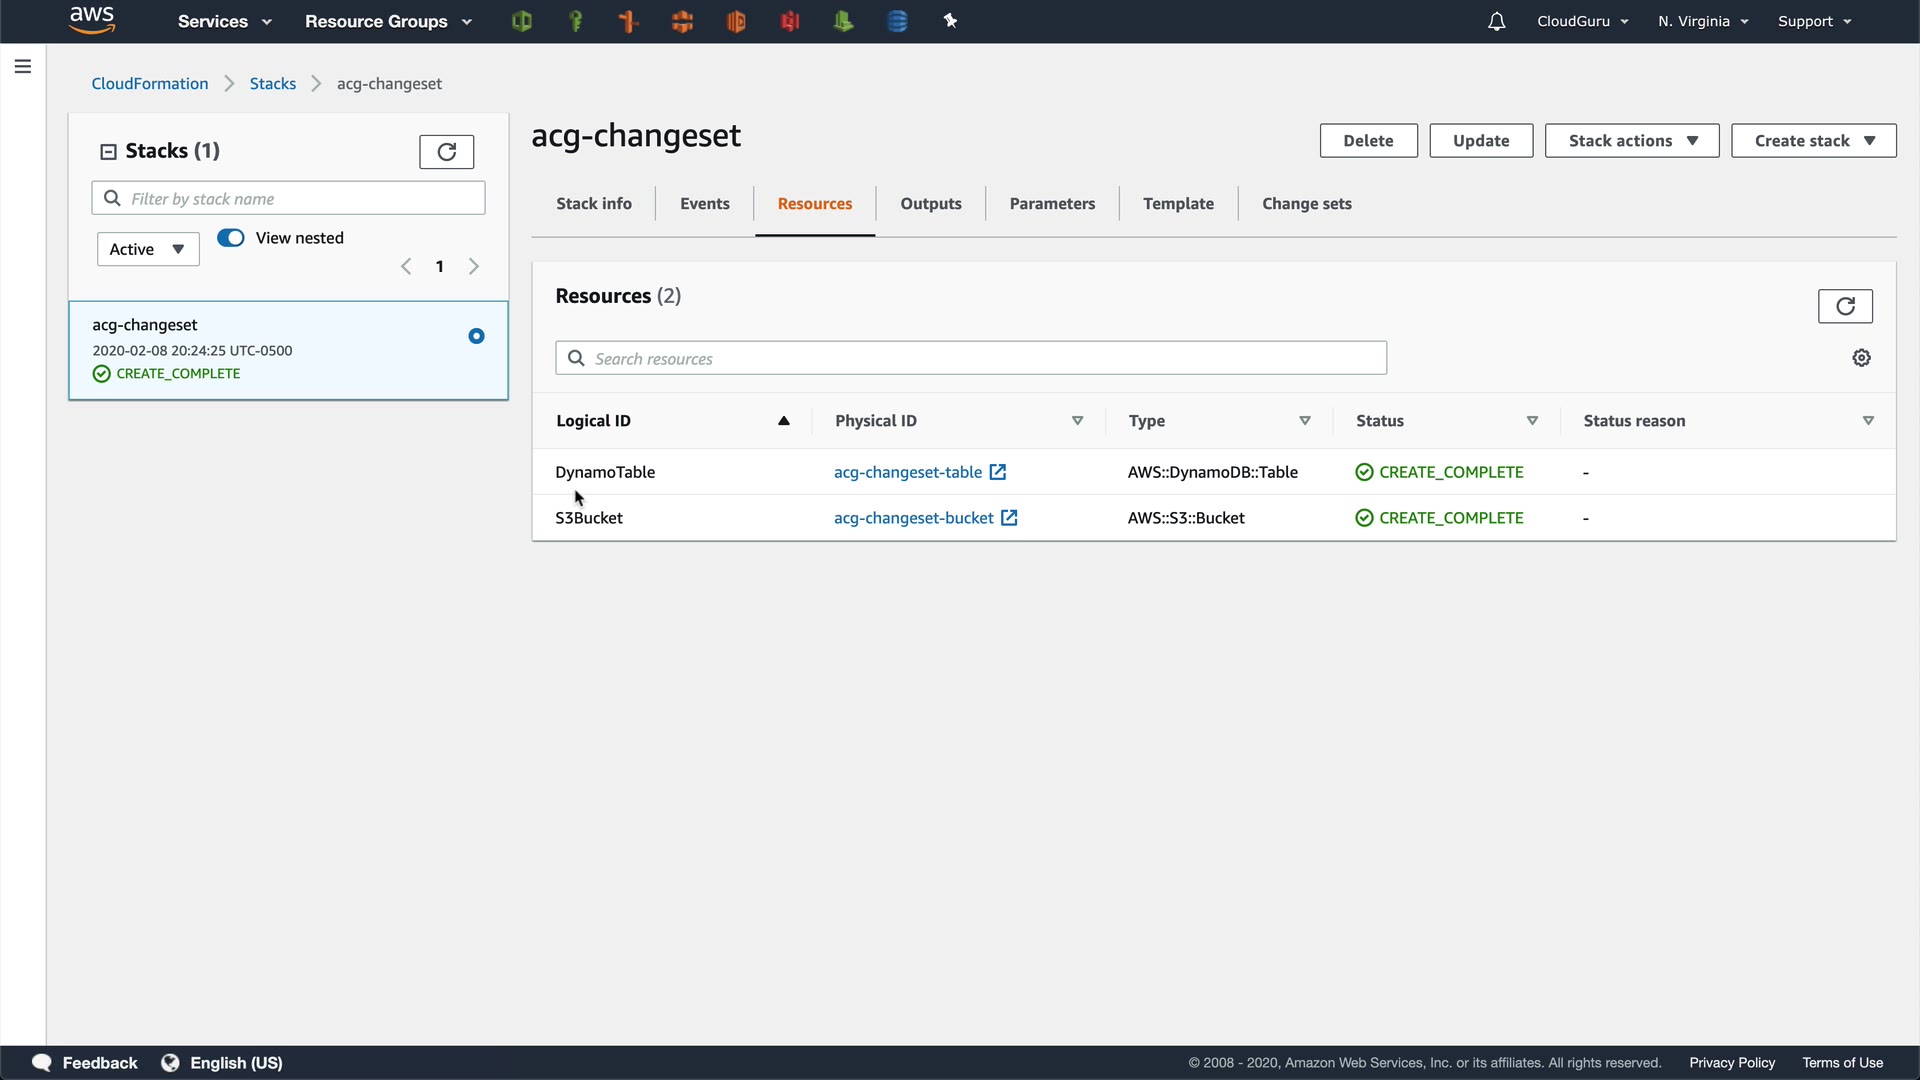 aws Services Resource Groups CloudGuru N. Virginia Support
CloudFormation Stacks acg-changeset
Stacks (1)
Filter by stack name
Active View nested
1
acg-changeset
2020-02-08 20:24:25 UTC-0500
CREATE_COMPLETE
acg-changeset
Delete Update Stack actions Create stack
Stack info Events Resources Outputs Parameters Template Change sets
Resources (2)
Search resources
Logical ID Physical ID Type Status Status reason
DynamoTable acg-changeset-table AWS::DynamoDB::Table CREATE_COMPLETE -
S3Bucket acg-changeset-bucket AWS::S3::Bucket CREATE_COMPLETE -
Feedback English (US) © 2008 - 2020, Amazon Web Services, Inc. or its affiliates. All rights reserved. Privacy Policy Terms of Use